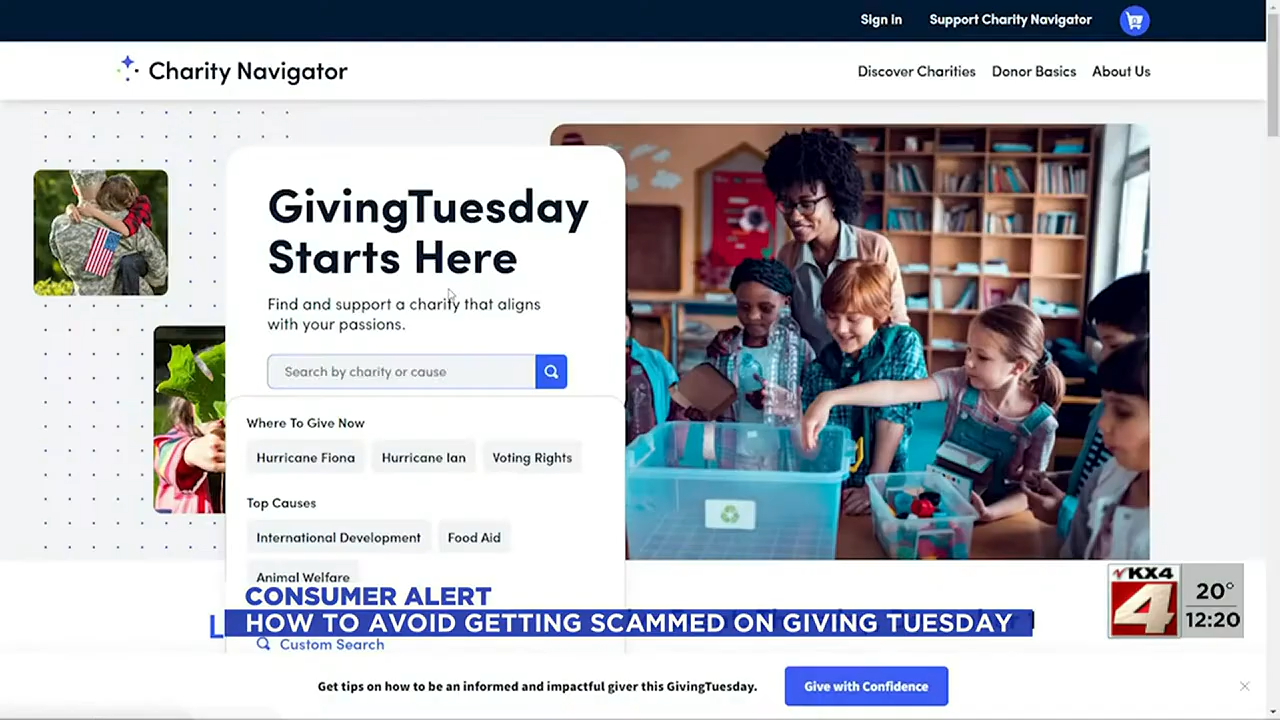 Sign In
Support Charity Navigator
0
Charity Navigator
Discover Charities
Donor Basics
About Us
GivingTuesday
Starts Here
Find and support a charity that aligns
with your passions.
Search by charity or cause
Where To Give Now
Hurricane Fiona
Hurricane Ian
Voting Rights
Top Causes
International Development
Food Aid
Animal Welfare
CONSUMER ALERT
HOW TO AVOID GETTING SCAMMED ON GIVING TUESDAY
KX4
4
20°
12:20
Custom Search
Get tips on how to be an informed and impactful giver this GivingTuesday.
Give with Confidence